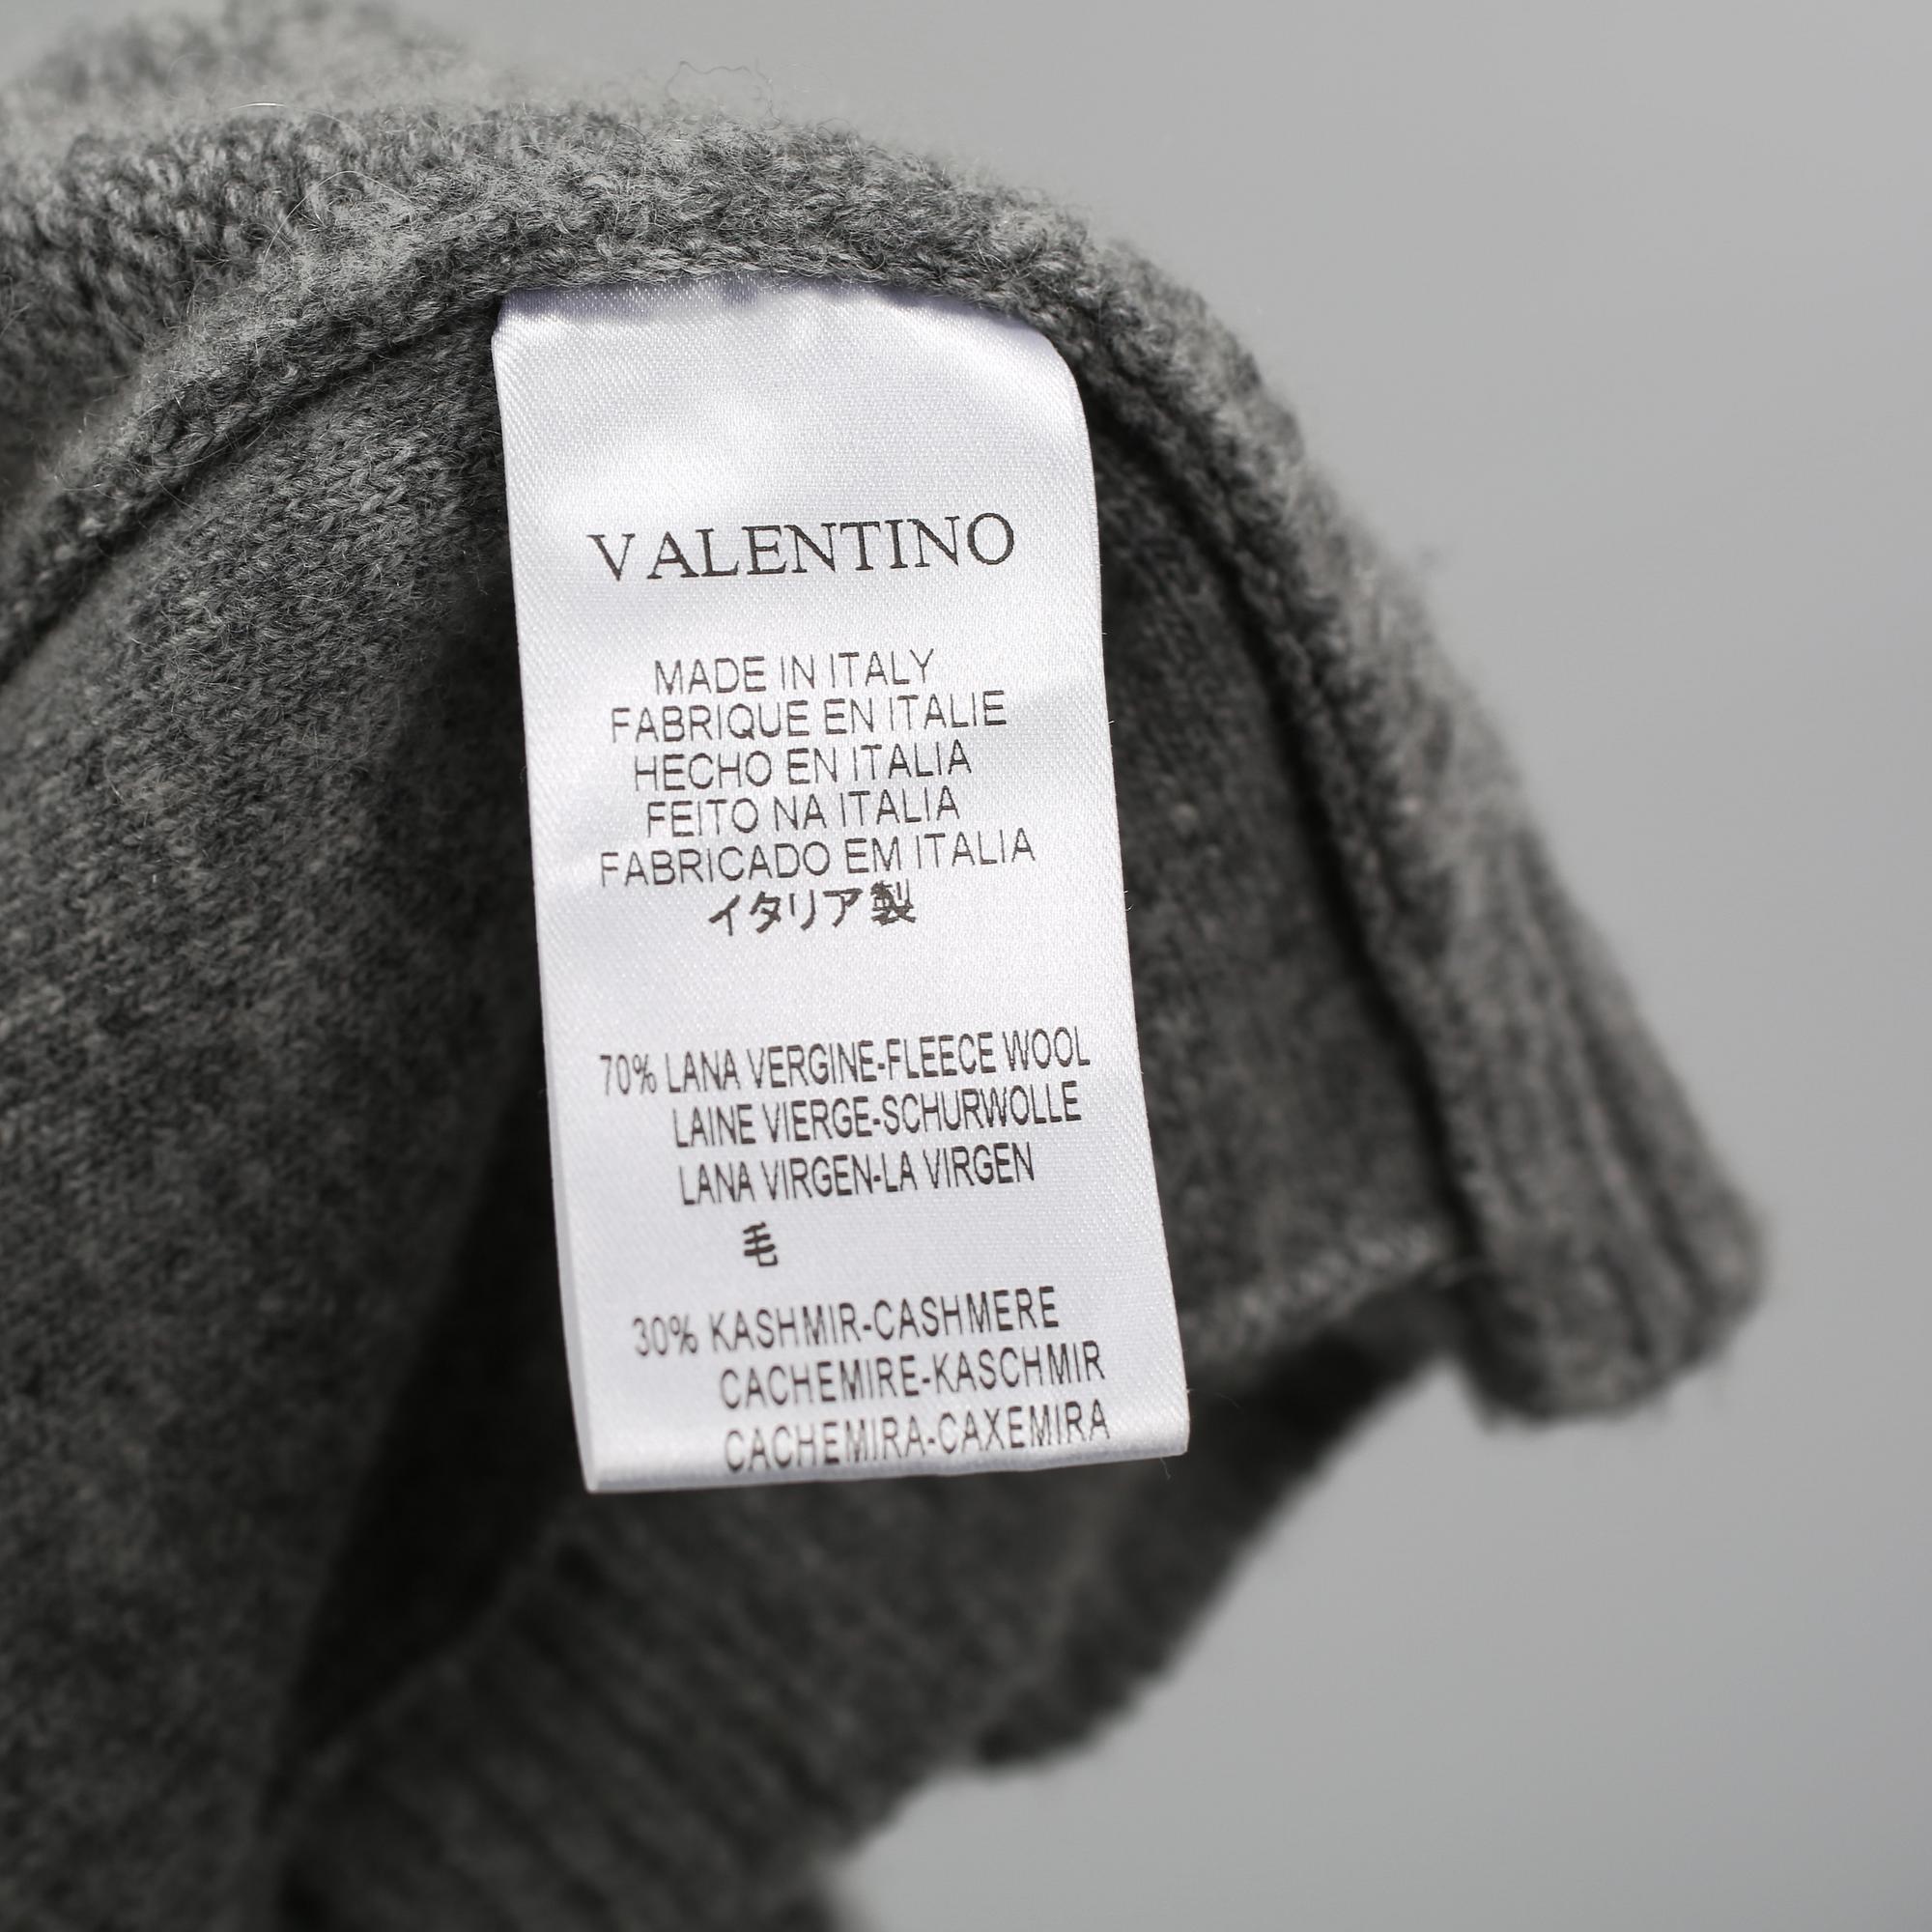 VALENTINO
MADE IN ITALY
FABRIQUE EN ITALIE
HECHO EN ITALIA
FEITO NA ITALIA
FABRICADO EM ITALIA
イタリア製
70% LANA VERGINE-FLEECE WOOL
LAINE VIERGE-SCHURWOLLE
LANA VIRGEN-LA VIRGEN
毛
30% KASHMIR-CASHMERE
CACHEMIRE-KASCHMIR
CACHEMIRA-CAXEMIRA